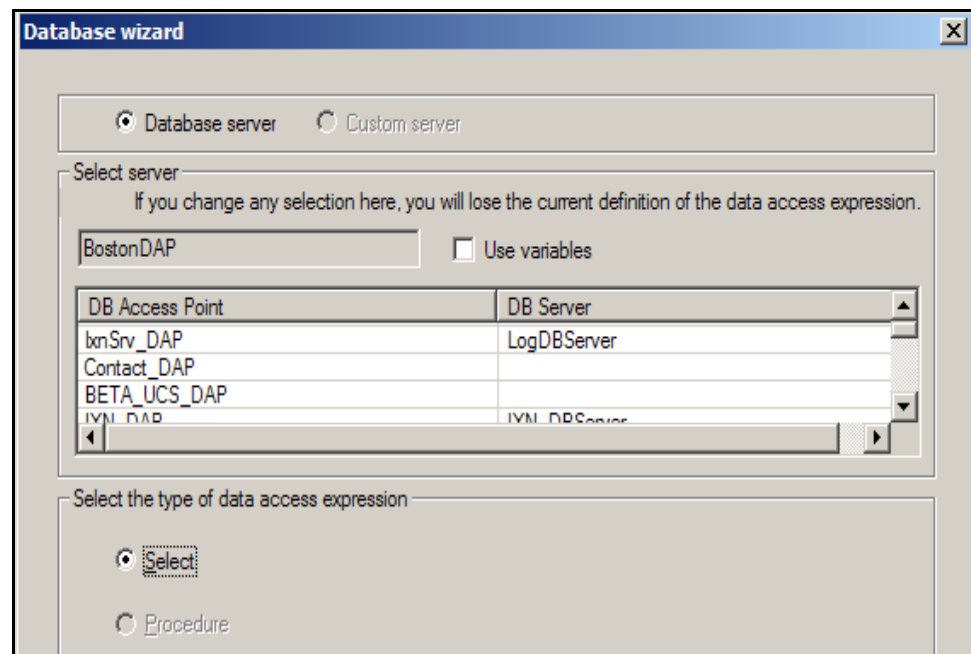 Database wizard
Database server Custom server
Select server
If you change any selection here, you will lose the current definition of the data access expression.
BostonDAP Use variables
DB Access Point DB Server
IxnSrv_DAP LogDBServer
Contact_DAP
BETA_UCS_DAP
IXN_DAP IXN_DBServer
Select the type of data access expression
Select
Procedure